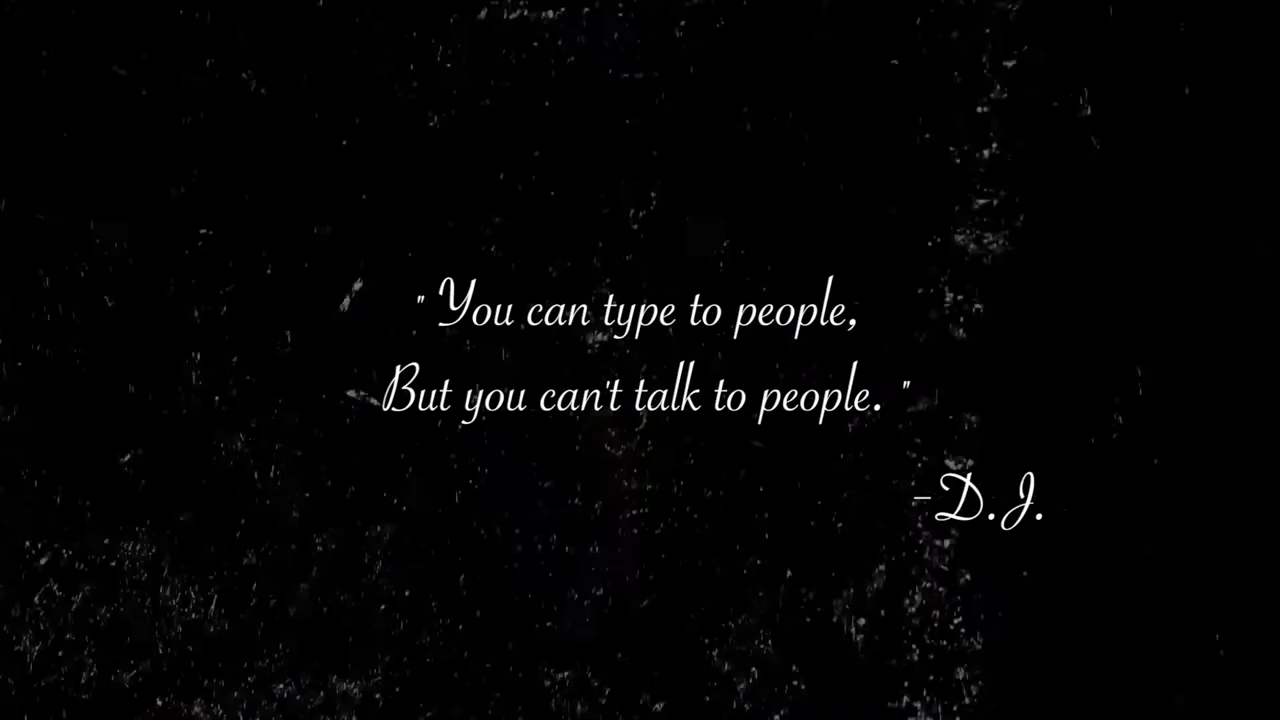 " You can type to people,
But you can't talk to people. "
-D.J.